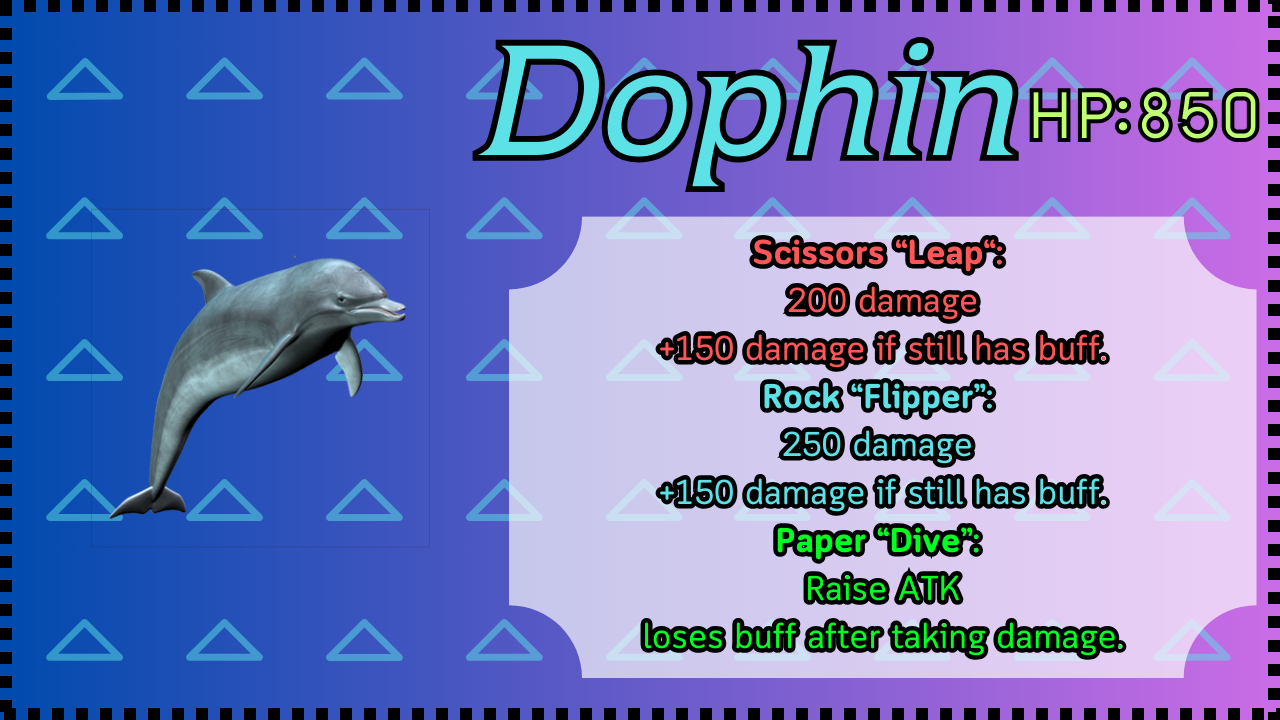 Dophin
HP:850
Scissors “Leap“:
200 damage
+150 damage if still has buff.
Rock “Flipper”:
250 damage
+150 damage if still has buff.
Paper “Dive”:
Raise ATK
loses buff after taking damage.